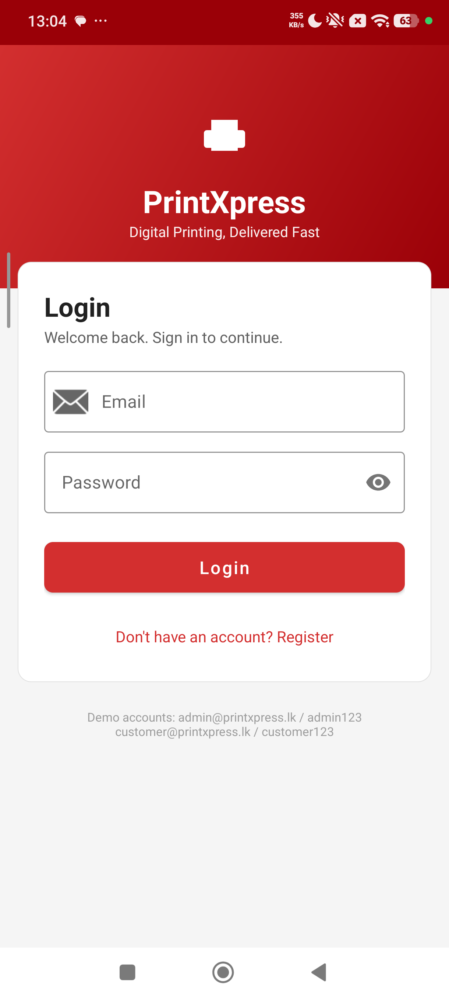 13:04
355
KB/s
63
PrintXpress
Digital Printing, Delivered Fast
Login
Welcome back. Sign in to continue.
Email
Password
Login
Don't have an account? Register
Demo accounts: admin@printxpress.lk / admin123
customer@printxpress.lk / customer123